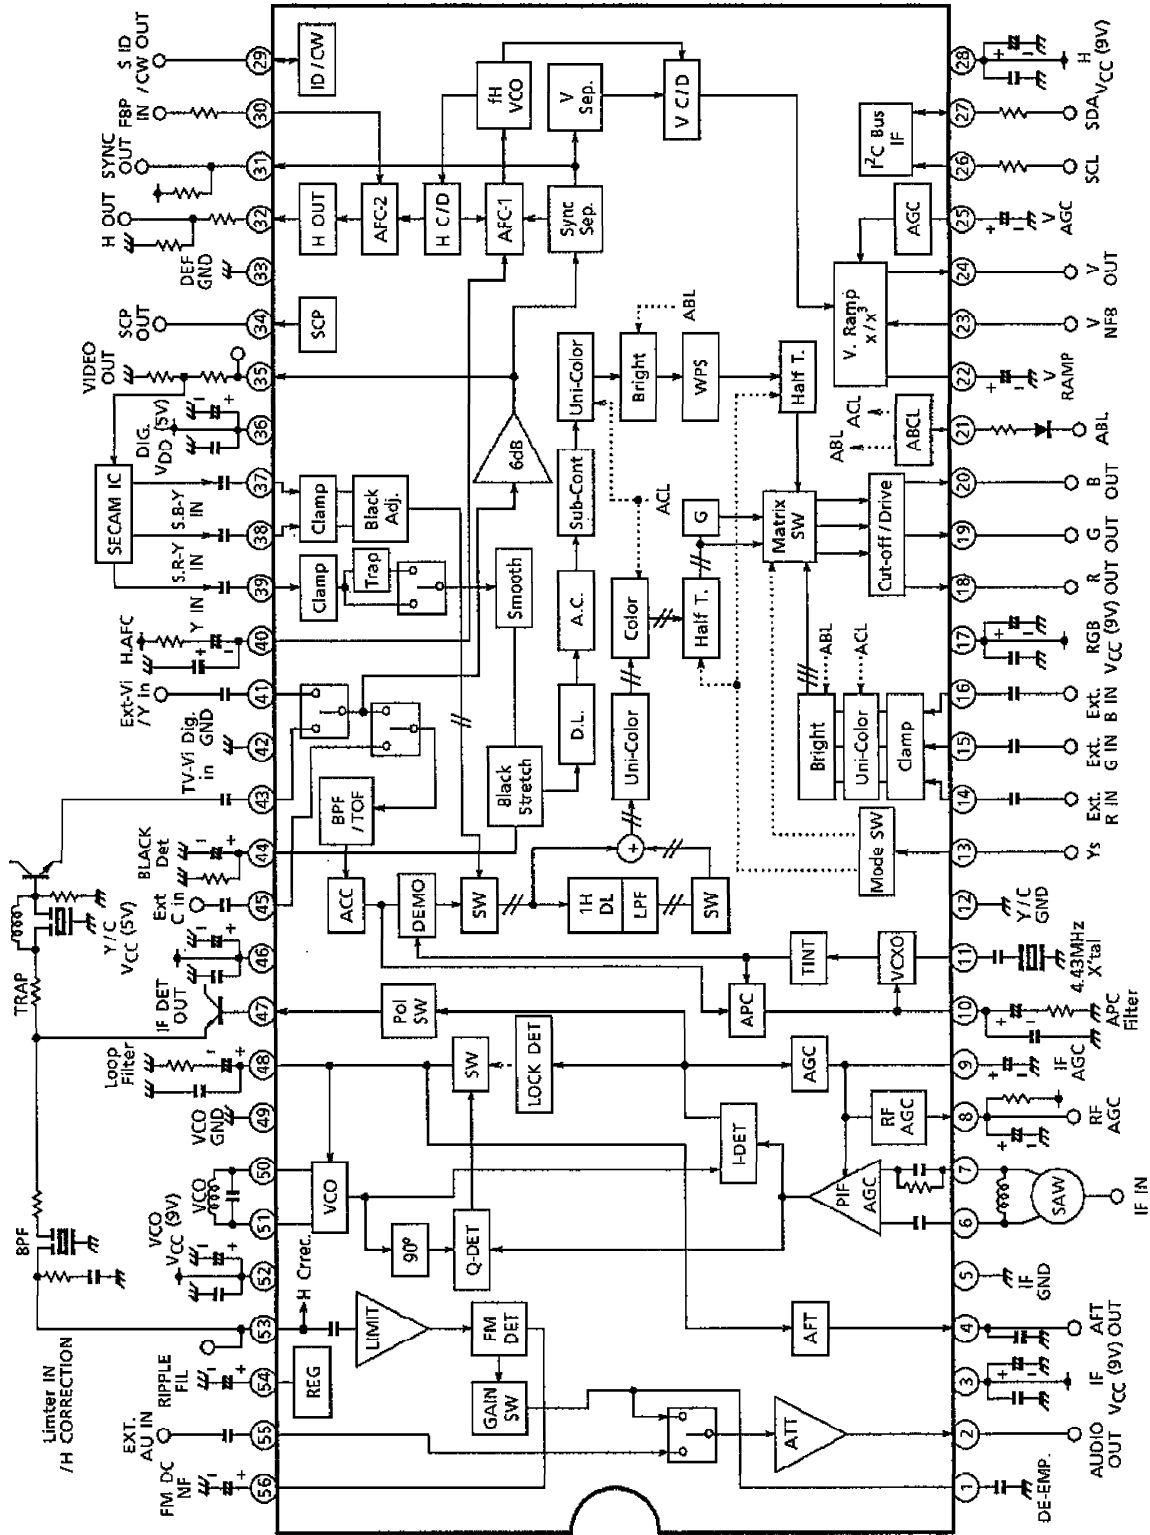 S ID
/CW OUT
FBP
IN
SYNC
OUT
H OUT
DEF
GND
SCP
OUT
VIDEO
OUT
DIG.
VDD (5V)
SECAM IC
S.B-Y
IN
S.R-Y
IN
Y IN
H.AFC
Ext-Vi
/Y in
Dig.
GND
TV-Vi
in
BLACK
Det
Ext
C in
Y/C
VCC (5V)
TRAP
IF DET
OUT
Loop
Filter
VCO
GND
VCO
VCO
VCC (9V)
BPF
Limter IN
/H CORRECTION
RIPPLE
FIL
EXT.
AU IN
FM DC
NF
29
30
31
32
33
34
35
36
37
38
39
40
41
42
43
44
45
46
47
48
49
50
51
52
53
54
55
56
ID/CW
fH
VCO
V
Sep.
V C/D
H OUT
AFC-2
H C/D
AFC-1
Sync
Sep.
SCP
6dB
Clamp
Black
Adj.
Clamp
Trap
Smooth
Uni-Color
Bright
ABL
WPS
Half T.
Sub-Cont
ACL
A.C.
Color
Half T.
G
Matrix
SW
Cut-off/Drive
D.L.
Uni-Color
Black
Stretch
BPF
/TOF
ACC
DEMO
SW
1H
DL
LPF
SW
+
TINT
VCXO
APC
Pol
SW
SW
LOCK DET
AGC
RF
AGC
I-DET
PIF
AGC
VCO
90°
Q-DET
H Crrec.
LIMIT
FM
DET
REG
GAIN
SW
AFT
ATT
I²C Bus
IF
AGC
V. Ramp
x/x³
ABL
ACL
ABCL
Bright
ABL
Uni-Color
ACL
Clamp
Mode SW
28
27
26
25
24
23
22
21
20
19
18
17
16
15
14
13
12
11
10
9
8
7
6
5
4
3
2
1
H
VCC (9V)
SDA
SCL
V
AGC
V
OUT
V
NFB
V
RAMP
ABL
B
OUT
G
OUT
R
OUT
RGB
VCC (9V)
Ext.
B IN
Ext.
G IN
Ext.
R IN
Ys
Y/C
GND
4.43MHz
X'tal
APC
Filter
IF
AGC
RF
AGC
SAW
IF IN
IF
GND
AFT
OUT
IF
VCC (9V)
AUDIO
OUT
DE-EMP.